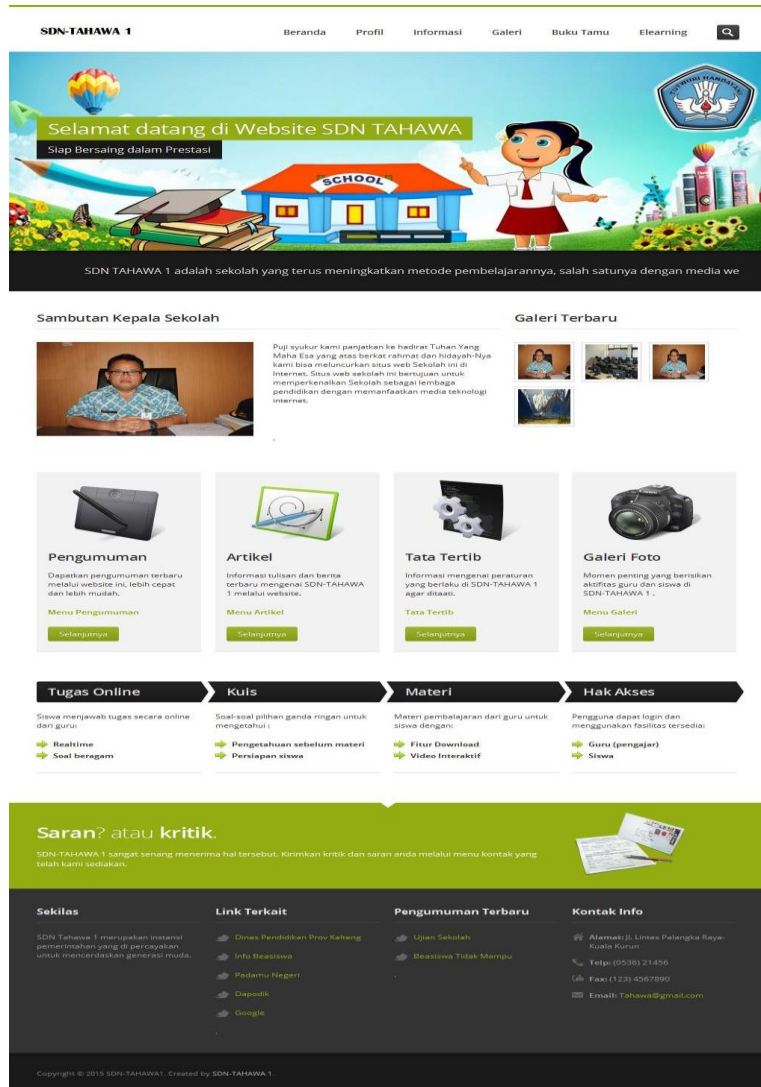 SDN-TAHAWA 1
Beranda Profil Informasi Galeri Buku Tamu Elearning
Selamat datang di Website SDN TAHAWA
Siap Bersaing dalam Prestasi
TUT WURI HANDAYANI
SCHOOL
SDN TAHAWA 1 adalah sekolah yang terus meningkatkan metode pembelajarannya, salah satunya dengan media we
Sambutan Kepala Sekolah
Puji syukur kami panjatkan ke hadirat Tuhan Yang
Maha Esa yang atas berkat rahmat dan hidayah-Nya
kami bisa meluncurkan situs web Sekolah ini di
Internet. Situs web sekolah ini bertujuan untuk
memperkenalkan Sekolah sebagai lembaga
pendidikan dengan memanfaatkan media teknologi
internet.
.
Galeri Terbaru
Pengumuman
Dapatkan pengumuman terbaru
melalui website ini, lebih cepat
dan lebih mudah.
Menu Pengumuman
Selanjutnya
Artikel
Informasi tulisan dan berita
terbaru mengenai SDN-TAHAWA
1 melalui website.
Menu Artikel
Selanjutnya
Tata Tertib
Informasi mengenai peraturan
yang berlaku di SDN-TAHAWA 1
agar ditaati.
Tata Tertib
Selanjutnya
Galeri Foto
Momen penting yang berisikan
aktifitas guru dan siswa di
SDN-TAHAWA 1 .
Menu Galeri
Selanjutnya
Tugas Online
Siswa menjawab tugas secara online
dari guru:
Realtime
Soal beragam
Kuis
Soal-soal pilihan ganda ringan untuk
mengetahui :
Pengetahuan sebelum materi
Persiapan siswa
Materi
Materi pembalajaran dari guru untuk
siswa dengan:
Fitur Download
Video Interaktif
Hak Akses
Pengguna dapat login dan
menggunakan fasilitas tersedia:
Guru (pengajar)
Siswa
Saran? atau kritik.
SDN-TAHAWA 1 sangat senang menerima hal tersebut. Kirimkan kritik dan saran anda melalui menu kontak yang
telah kami sediakan.
Sekilas
SDN Tahawa 1 merupakan instansi
pemerintahan yang di percayakan
untuk mencerdaskan generasi muda.
Link Terkait
Dinas Pendidikan Prov Kalteng
Info Beasiswa
Padamu Negeri
Dapodik
Google
.
Pengumuman Terbaru
Ujian Sekolah
Beasiswa Tidak Mampu
.
Kontak Info
Alamat: Jl. Lintas Palangka Raya-
Kuala Kurun
Telp: (0536) 21456
Fax: (123) 4567890
Email: Tahawa@gmail.com
Copyright © 2015 SDN-TAHAWA1. Created by SDN-TAHAWA 1.